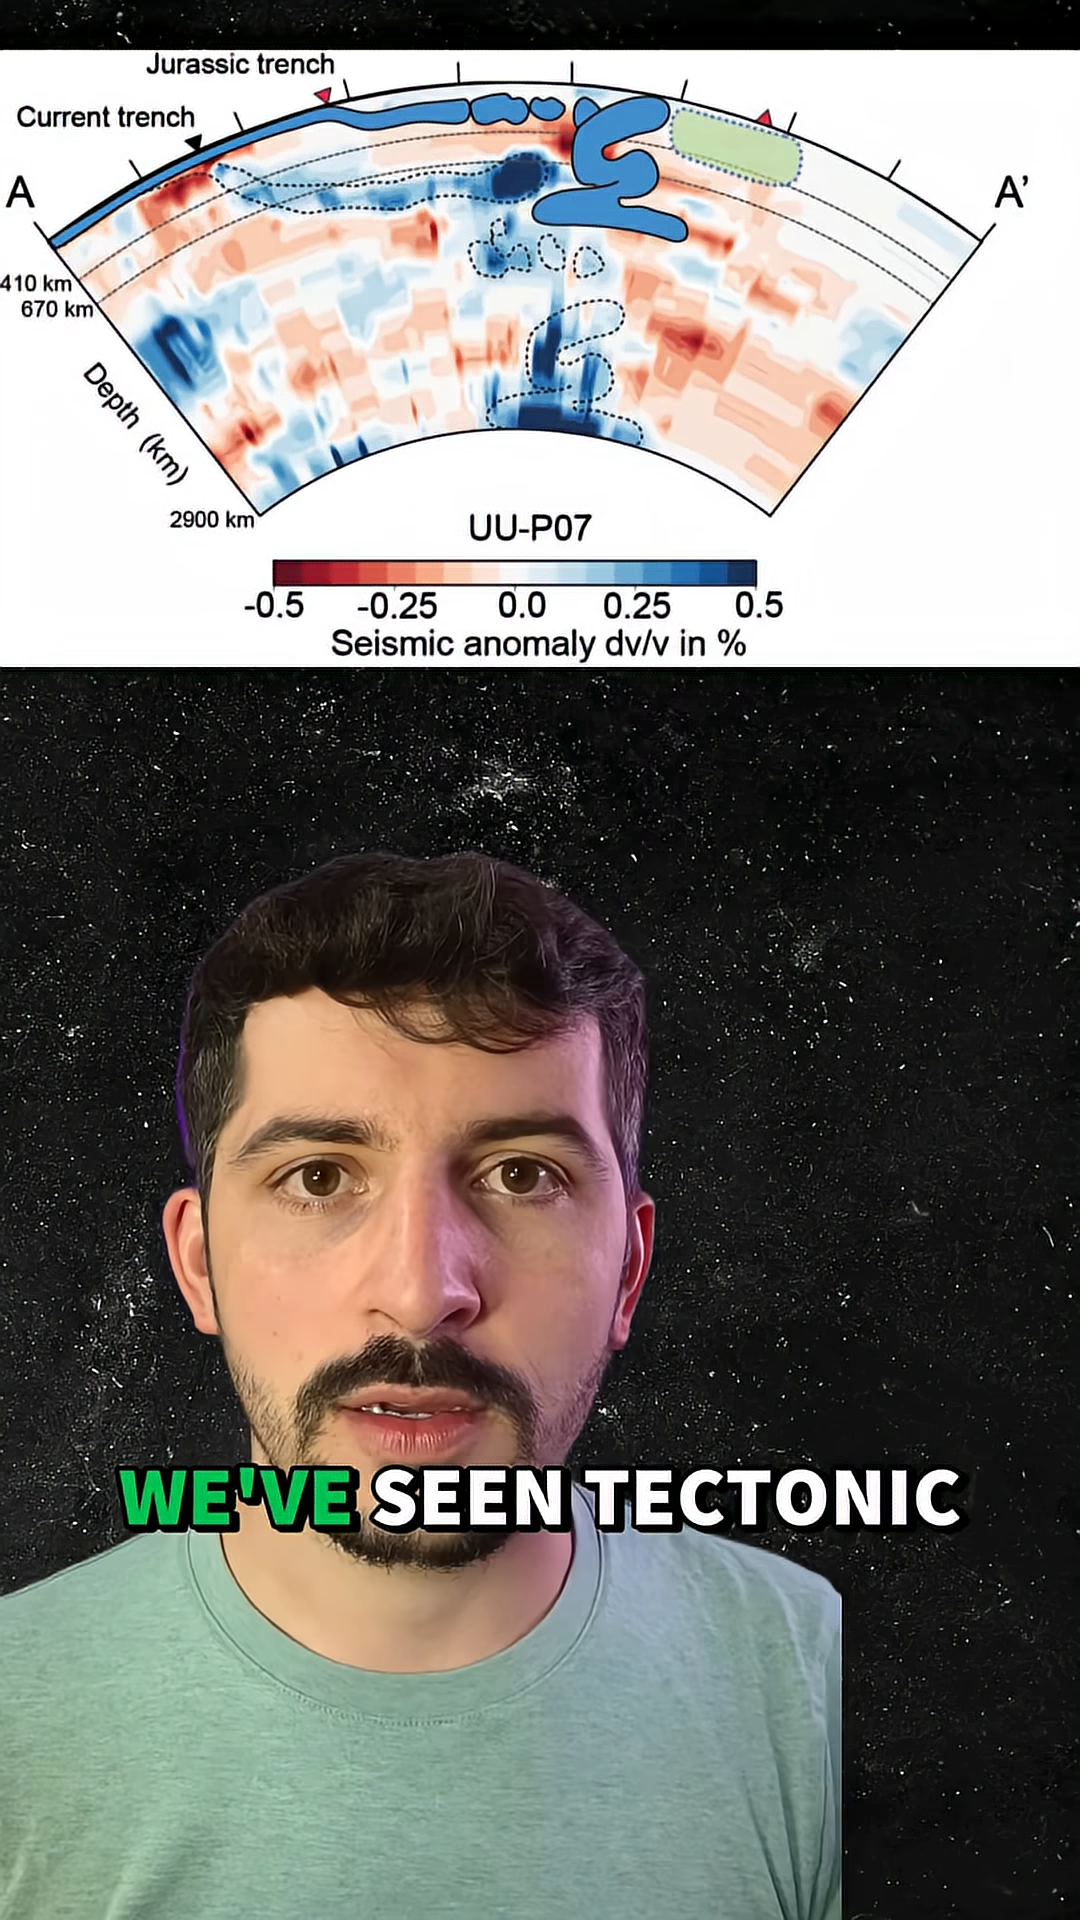 Jurassic trench
Current trench
A
A'
410 km
670 km
Depth (km)
2900 km
UU-P07
-0.5 -0.25 0.0 0.25 0.5
Seismic anomaly dv/v in %
WE'VE SEEN TECTONIC